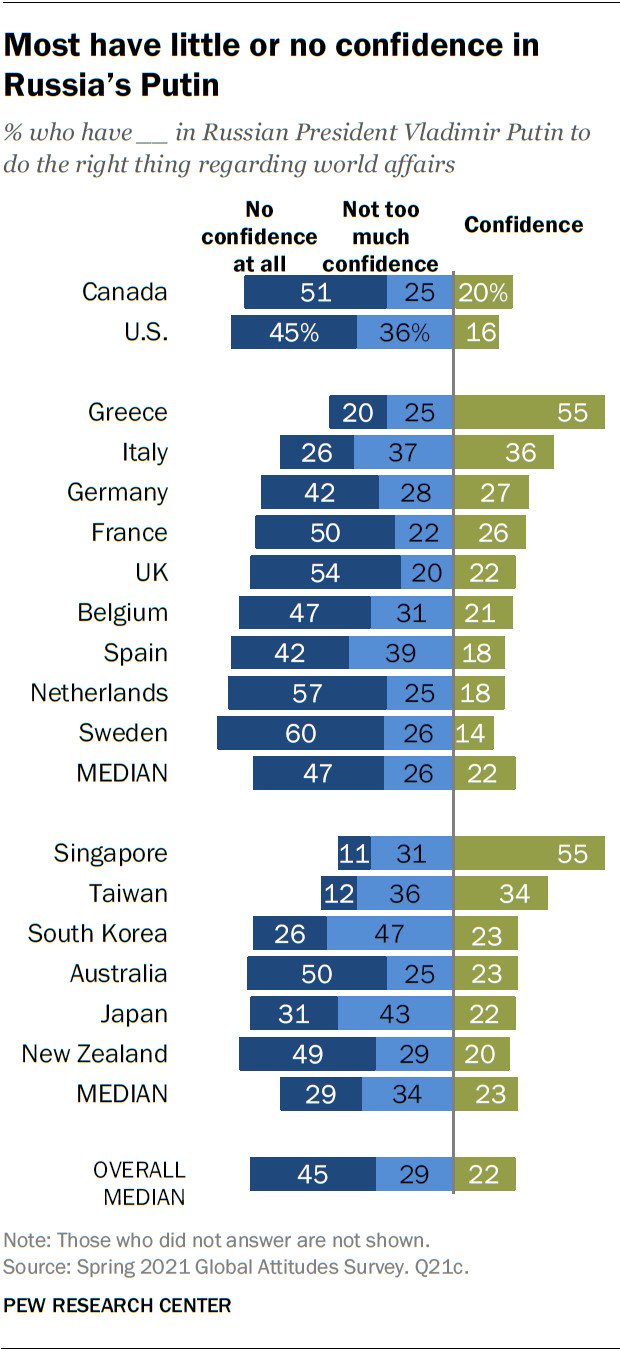 Most have little or no confidence in
Russia’s Putin
% who have __ in Russian President Vladimir Putin to
do the right thing regarding world affairs
No confidence at all Not too much confidence Confidence
Canada 51 25 20%
U.S. 45% 36% 16
Greece 20 25 55
Italy 26 37 36
Germany 42 28 27
France 50 22 26
UK 54 20 22
Belgium 47 31 21
Spain 42 39 18
Netherlands 57 25 18
Sweden 60 26 14
MEDIAN 47 26 22
Singapore 11 31 55
Taiwan 12 36 34
South Korea 26 47 23
Australia 50 25 23
Japan 31 43 22
New Zealand 49 29 20
MEDIAN 29 34 23
OVERALL MEDIAN 45 29 22
Note: Those who did not answer are not shown.
Source: Spring 2021 Global Attitudes Survey. Q21c.
PEW RESEARCH CENTER